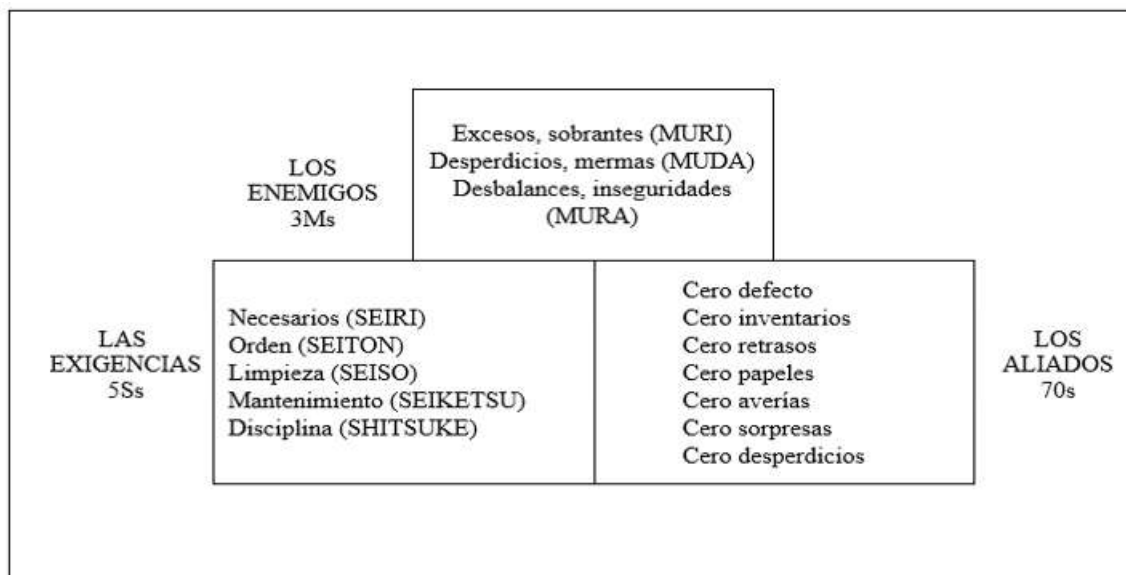 Excesos, sobrantes (MURI)
Desperdicios, mermas (MUDA)
Desbalances, inseguridades
(MURA)
LOS
ENEMIGOS
3Ms
LAS
EXIGENCIAS
5Ss
Necesarios (SEIRI)
Orden (SEITON)
Limpieza (SEISO)
Mantenimiento (SEIKETSU)
Disciplina (SHITSUKE)
Cero defecto
Cero inventarios
Cero retrasos
Cero papeles
Cero averías
Cero sorpresas
Cero desperdicios
LOS
ALIADOS
70s